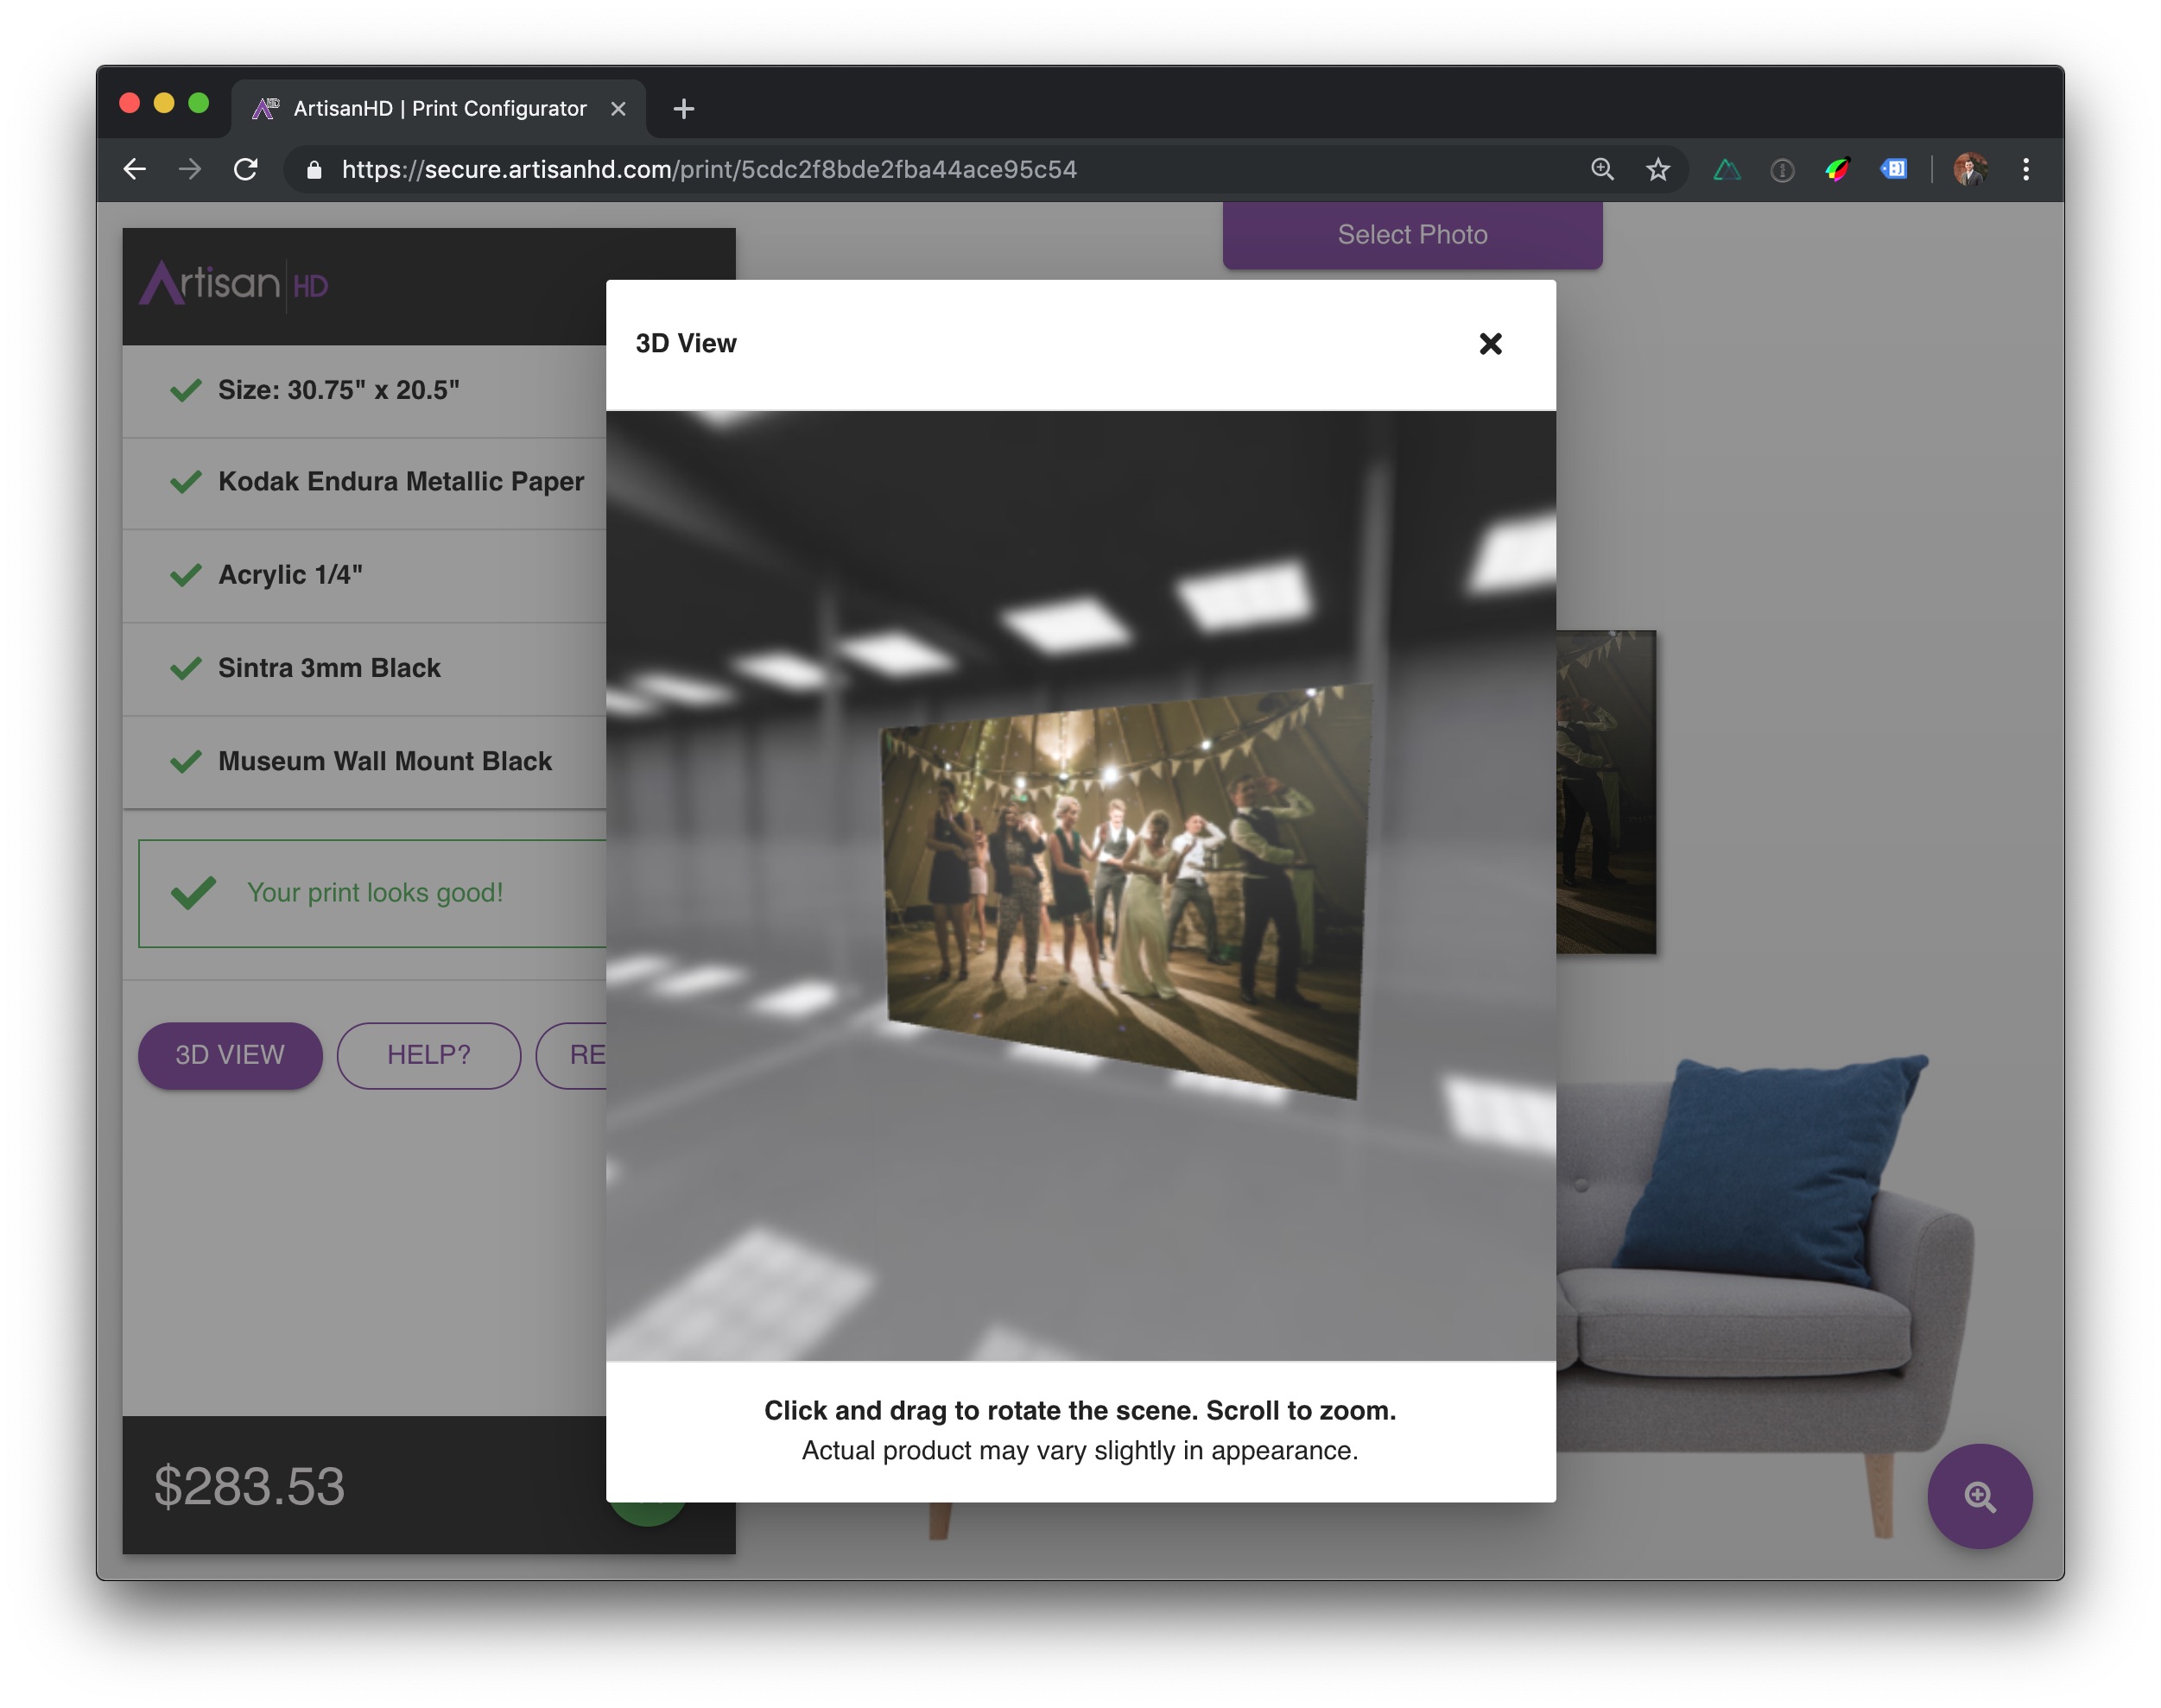 ArtisanHD | Print Configurator
https://secure.artisanhd.com/print/5cdc2f8bde2fba44ace95c54
Select Photo
Artisan HD
3D View
Size: 30.75" x 20.5"
Kodak Endura Metallic Paper
Acrylic 1/4"
Sintra 3mm Black
Museum Wall Mount Black
Your print looks good!
3D VIEW
HELP?
RE
Click and drag to rotate the scene. Scroll to zoom.
Actual product may vary slightly in appearance.
$283.53